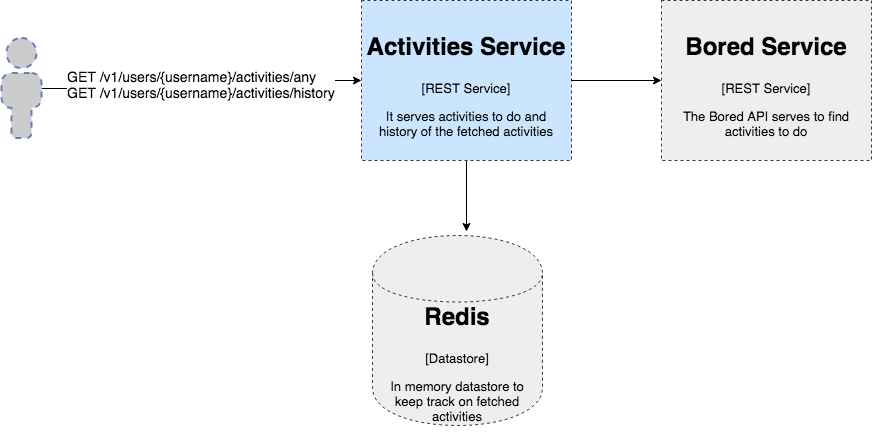 GET /v1/users/{username}/activities/any
GET /v1/users/{username}/activities/history
Activities Service
[REST Service]
It serves activities to do and
history of the fetched activities
Bored Service
[REST Service]
The Bored API serves to find
activities to do
Redis
[Datastore]
In memory datastore to
keep track on fetched
activities